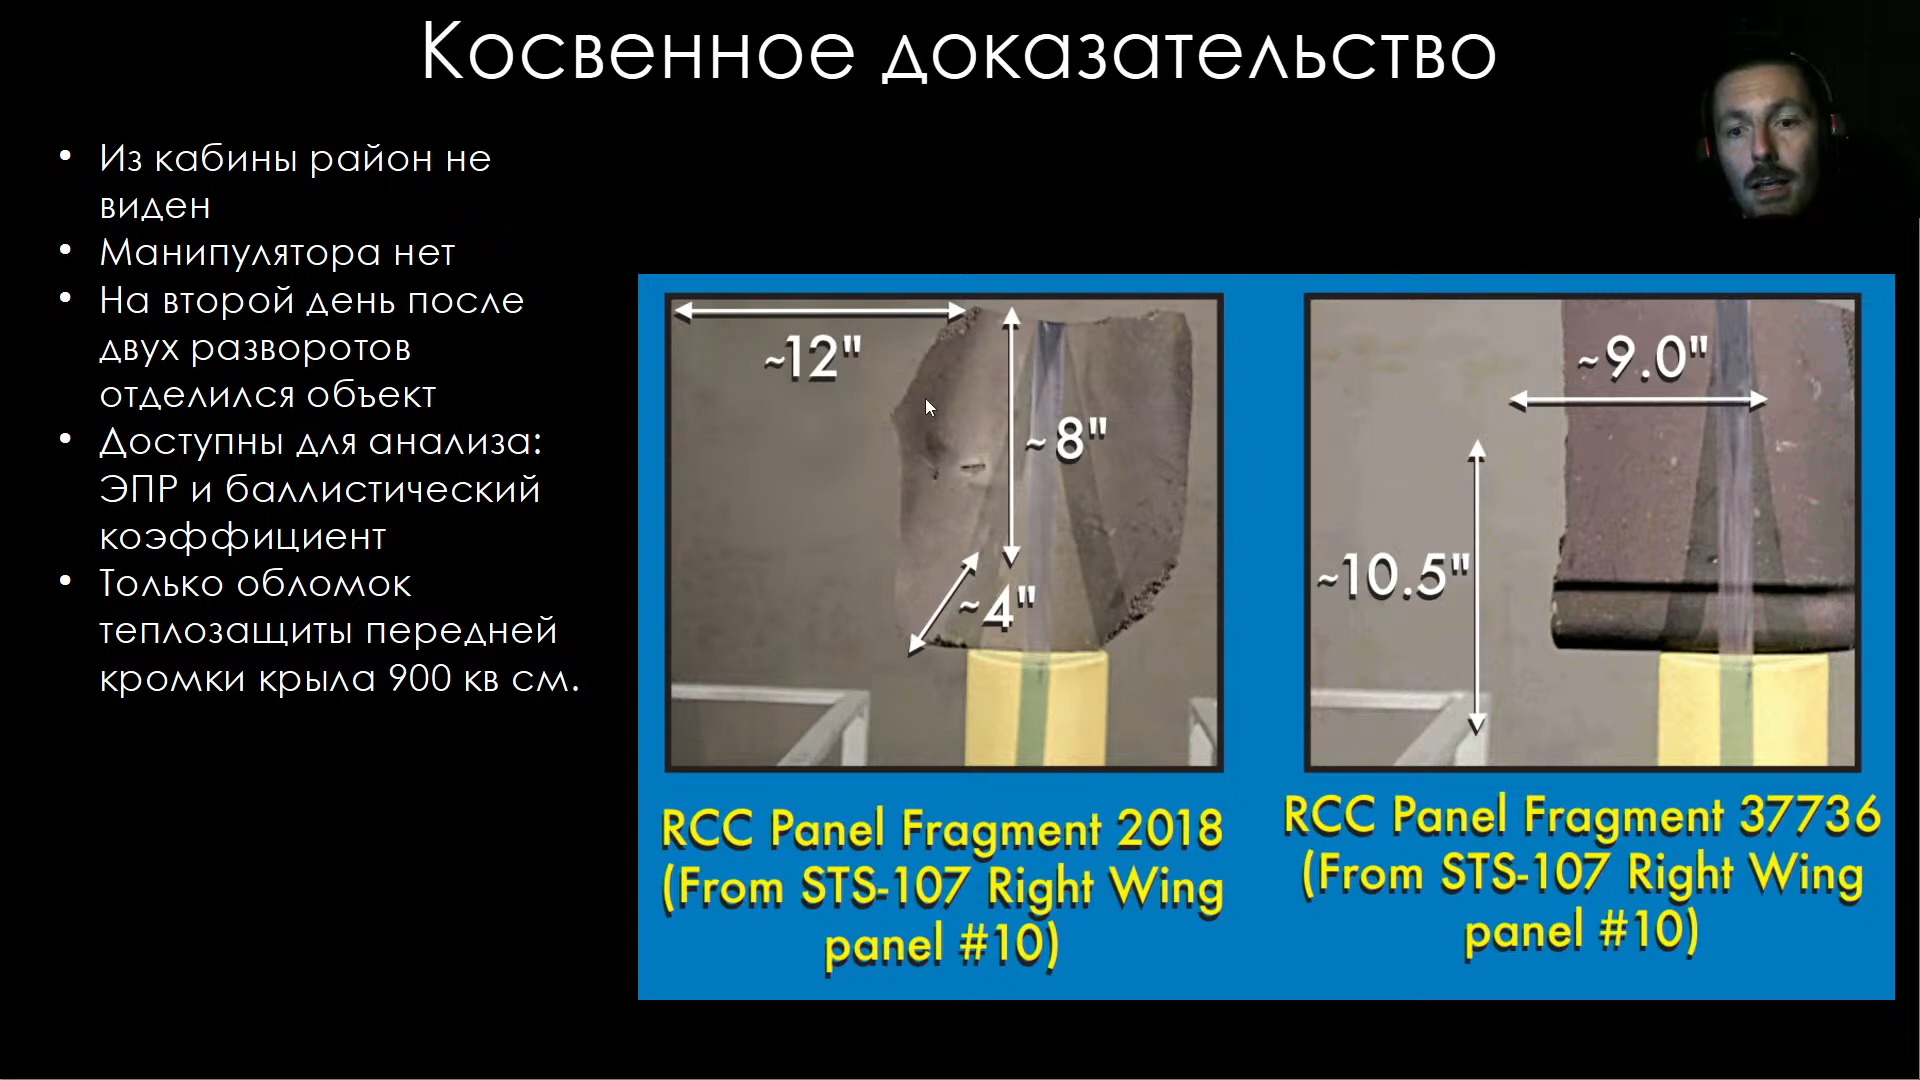 Косвенное доказательство
• Из кабины район не
виден
• Манипулятора нет
• На второй день после
двух разворотов
отделился объект
• Доступны для анализа:
ЭПР и баллистический
коэффициент
• Только обломок
теплозащиты передней
кромки крыла 900 кв см.
~12"
~8"
~4"
RCC Panel Fragment 2018
(From STS-107 Right Wing
panel #10)
~9.0"
~10.5"
RCC Panel Fragment 37736
(From STS-107 Right Wing
panel #10)